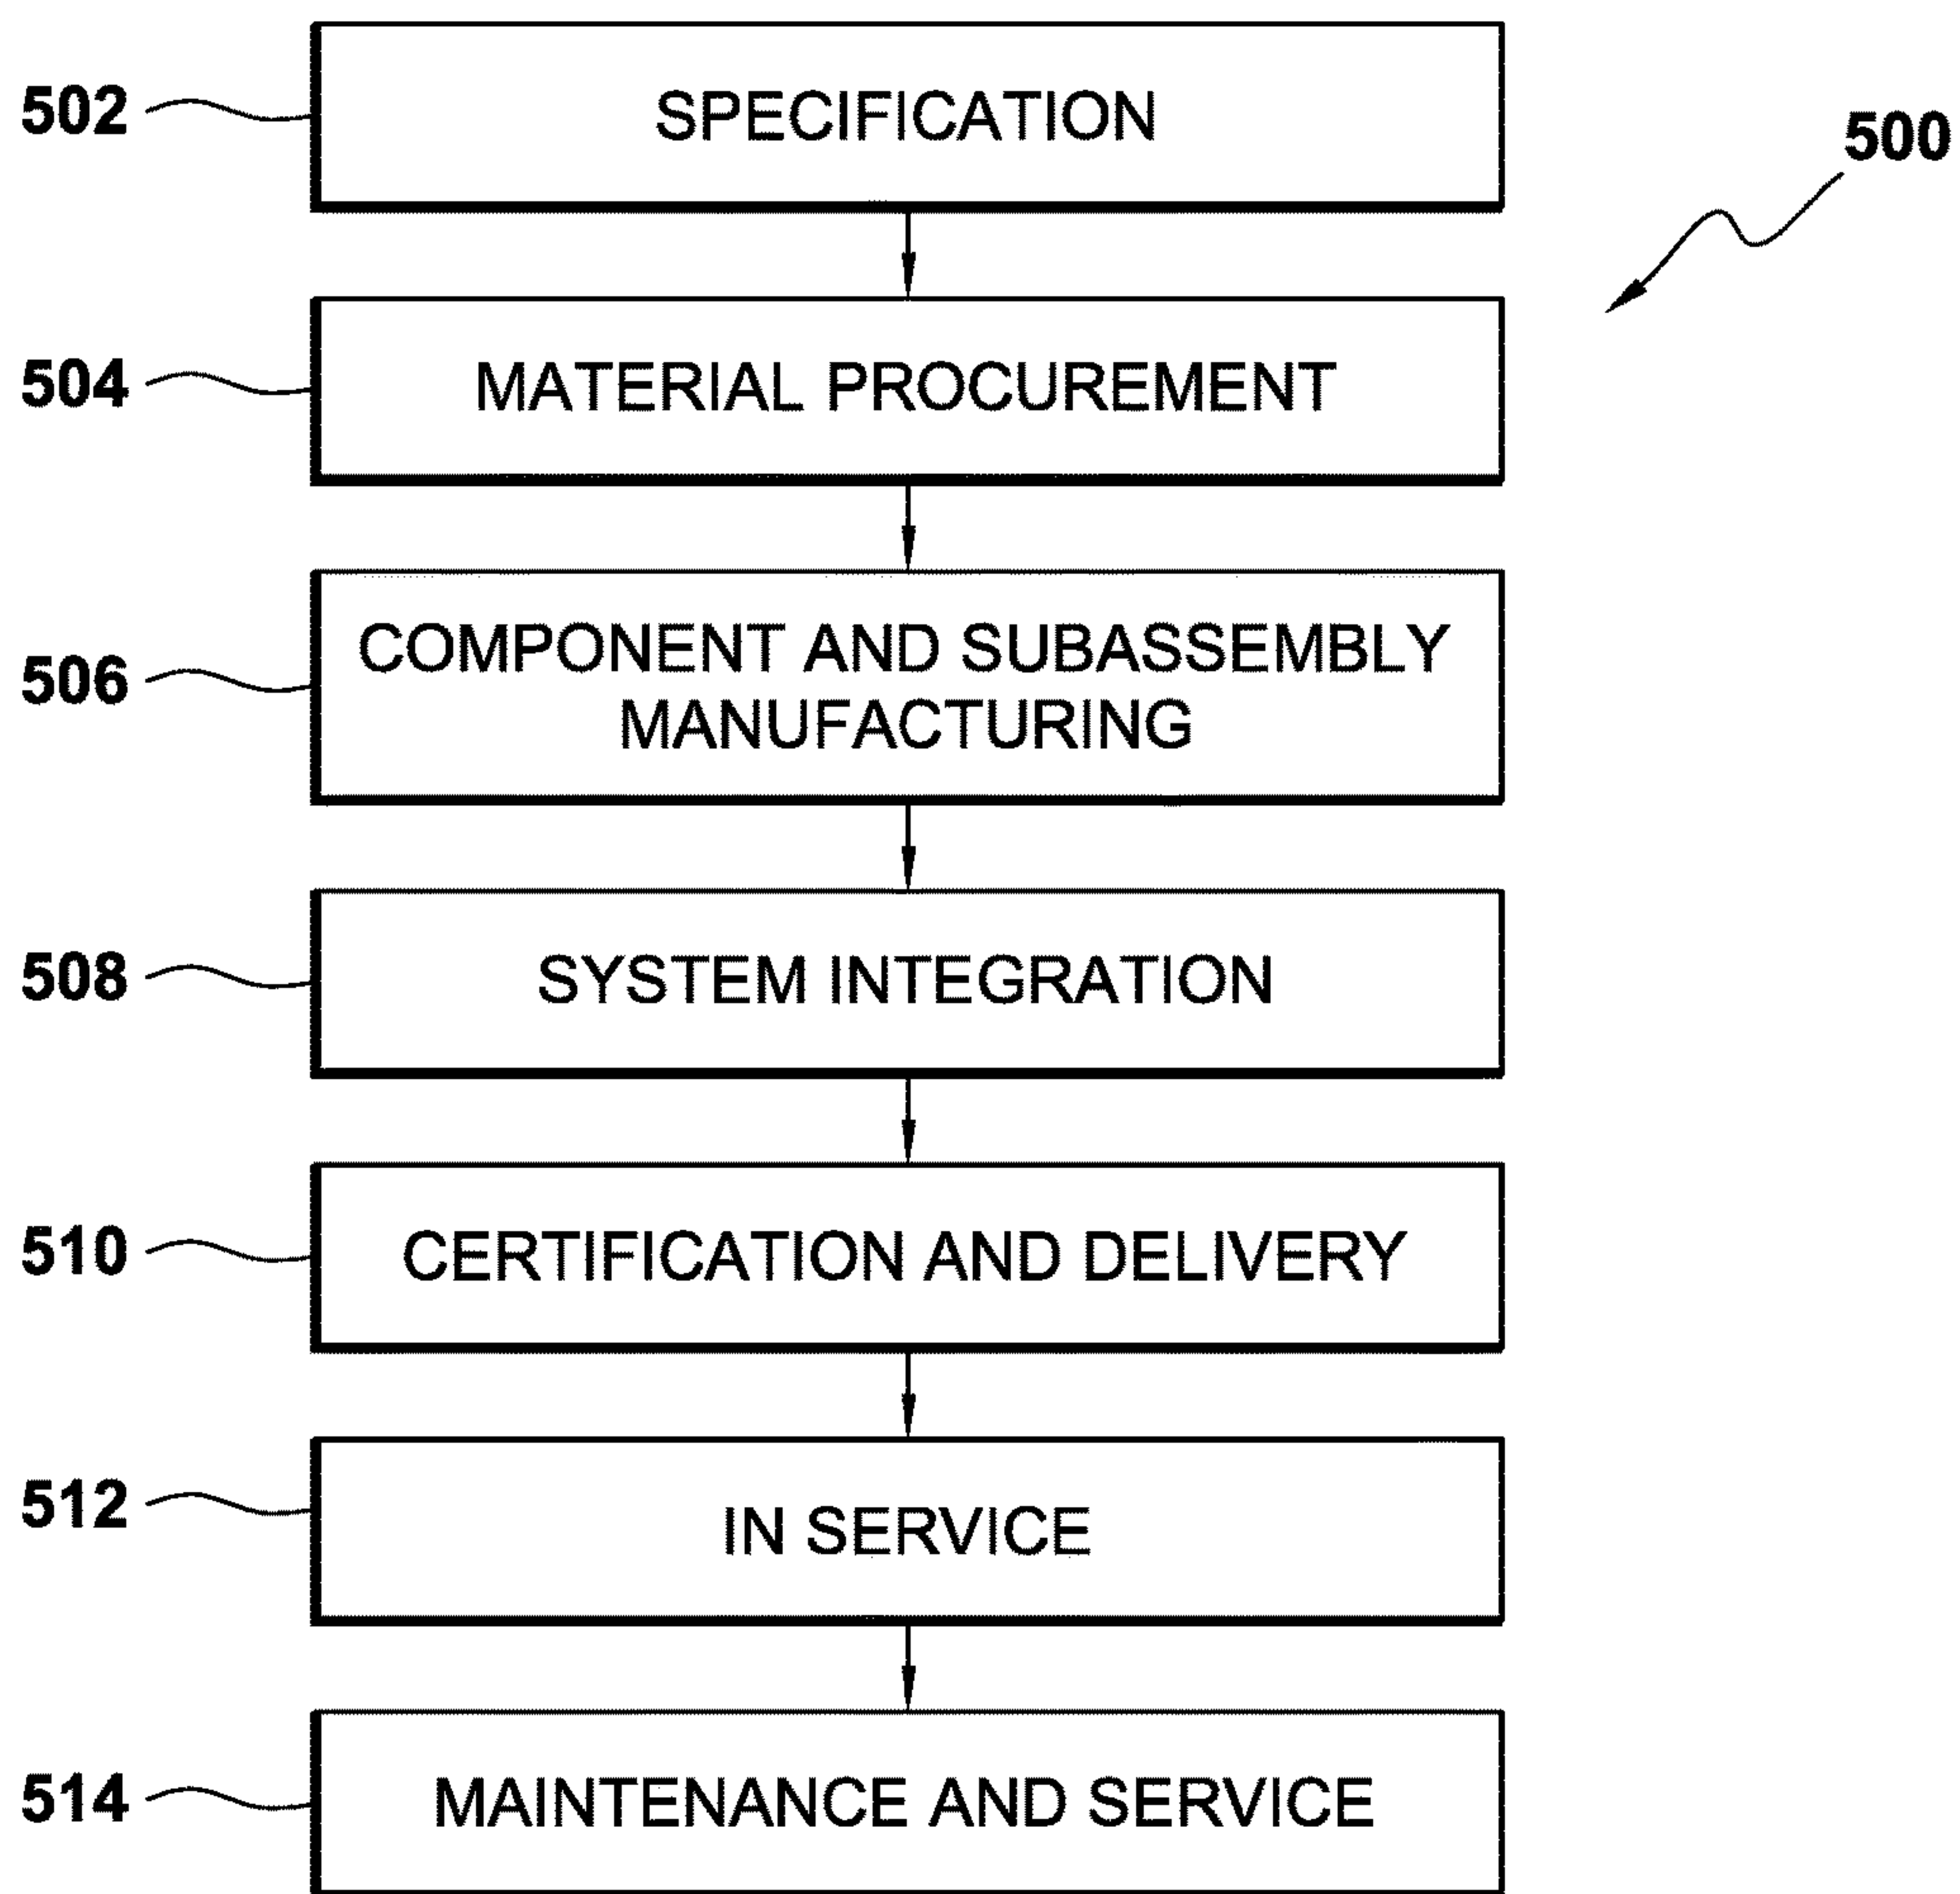 502
SPECIFICATION
500
504
MATERIAL PROCUREMENT
506
COMPONENT AND SUBASSEMBLY
MANUFACTURING
508
SYSTEM INTEGRATION
510
CERTIFICATION AND DELIVERY
512
IN SERVICE
514
MAINTENANCE AND SERVICE